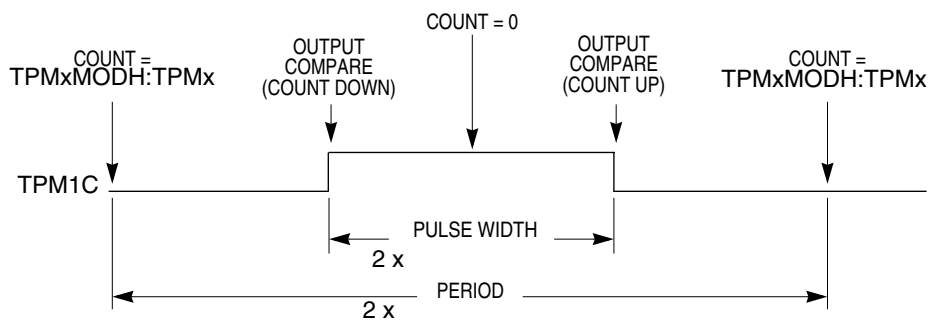 COUNT = 0
COUNT =
TPMxMODH:TPMx
OUTPUT
COMPARE
(COUNT DOWN)
OUTPUT
COMPARE
(COUNT UP)
COUNT =
TPMxMODH:TPMx
TPM1C
PULSE WIDTH
2 x
PERIOD
2 x